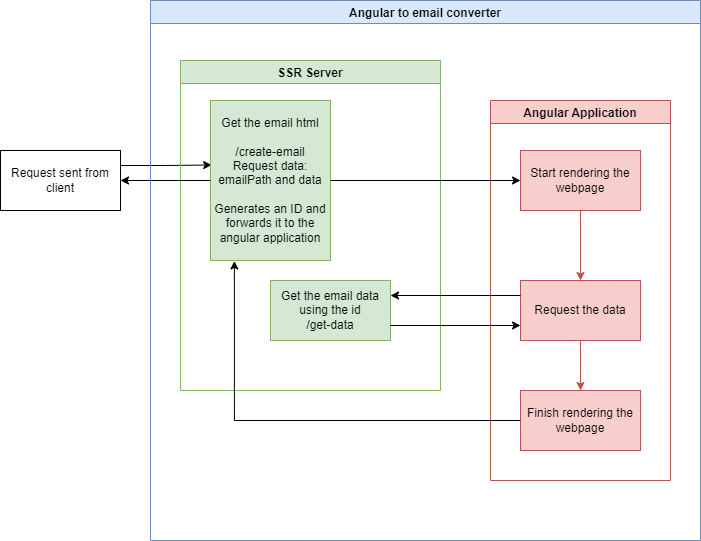 Angular to email converter
SSR Server
Get the email html
/create-email
Request data:
emailPath and data
Generates an ID and
forwards it to the
angular application
Angular Application
Request sent from
client
Start rendering the
webpage
Get the email data
using the id
/get-data
Request the data
Finish rendering the
webpage